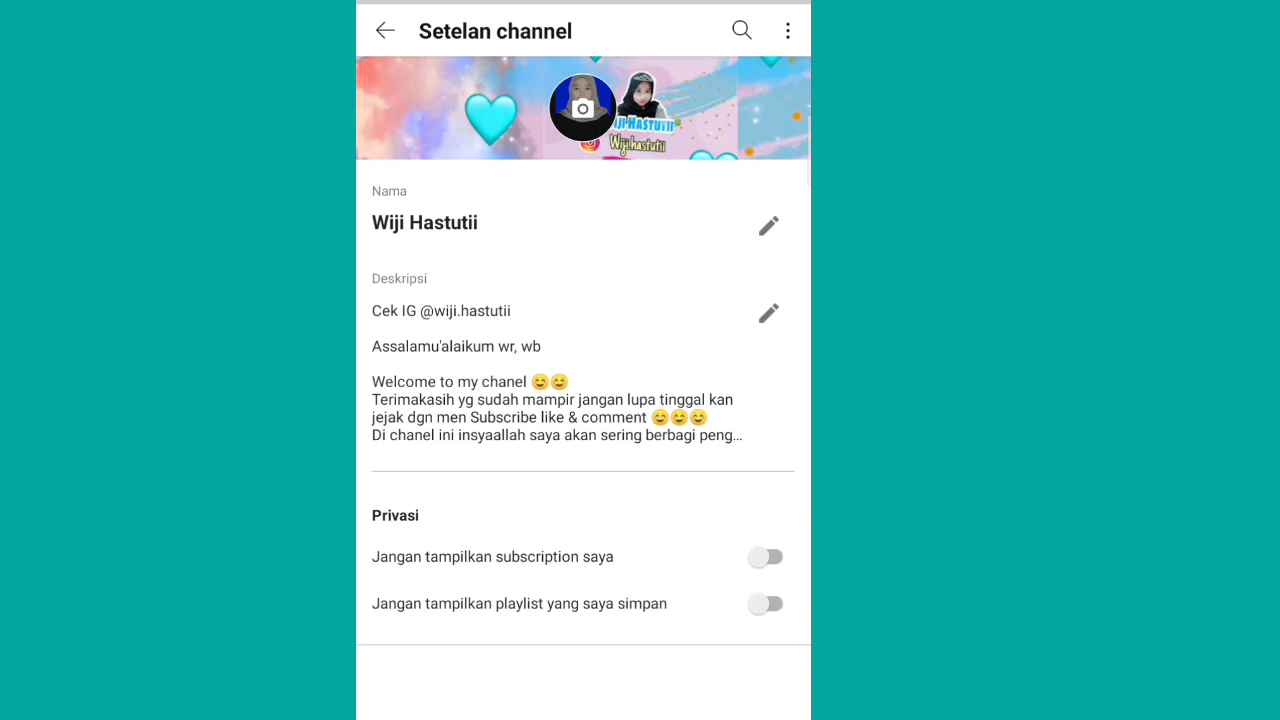 Setelan channel
WIJI HASTUTII
Wiji.hastutii
Nama
Wiji Hastutii
Deskripsi
Cek IG @wiji.hastutii
Assalamu'alaikum wr, wb
Welcome to my chanel 😊😊
Terimakasih yg sudah mampir jangan lupa tinggal kan
jejak dgn men Subscribe like & comment 😊😊😊
Di chanel ini insyaallah saya akan sering berbagi peng...
Privasi
Jangan tampilkan subscription saya
Jangan tampilkan playlist yang saya simpan